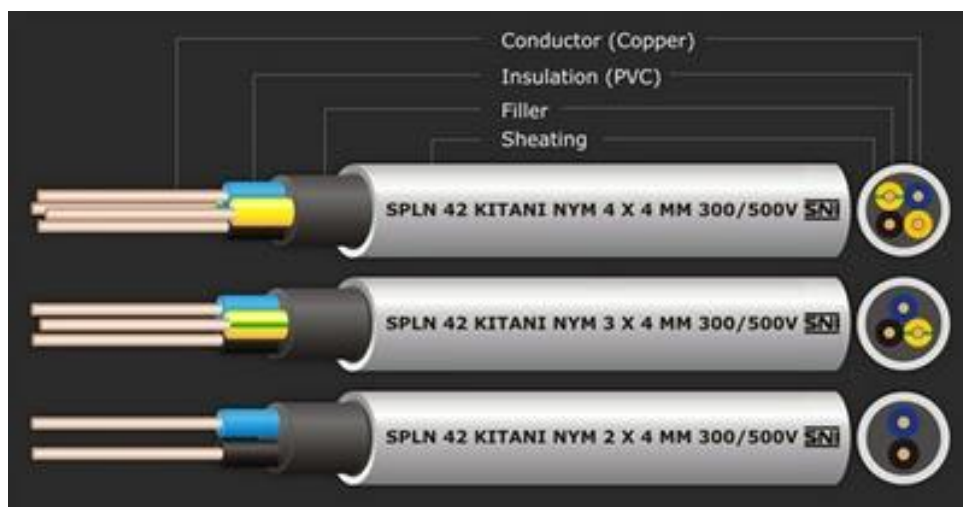 Conductor (Copper)
Insulation (PVC)
Filler
Sheating
SPLN 42 KITANI NYM 4 X 4 MM 300/500V SNI
SPLN 42 KITANI NYM 3 X 4 MM 300/500V SNI
SPLN 42 KITANI NYM 2 X 4 MM 300/500V SNI